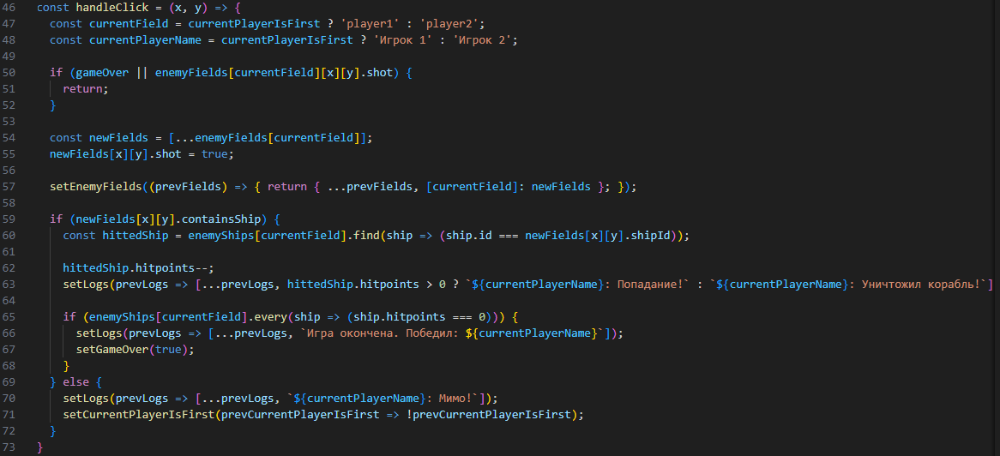 46 const handleClick = (x, y) => {
47   const currentField = currentPlayerIsFirst ? 'player1' : 'player2';
48   const currentPlayerName = currentPlayerIsFirst ? 'Игрок 1' : 'Игрок 2';
49
50   if (gameOver || enemyFields[currentField][x][y].shot) {
51     return;
52   }
53
54   const newFields = [...enemyFields[currentField]];
55   newFields[x][y].shot = true;
56
57   setEnemyFields((prevFields) => { return { ...prevFields, [currentField]: newFields }; });
58
59   if (newFields[x][y].containsShip) {
60     const hittedShip = enemyShips[currentField].find(ship => (ship.id === newFields[x][y].shipId));
61
62     hittedShip.hitpoints--;
63     setLogs(prevLogs => [...prevLogs, hittedShip.hitpoints > 0 ? `${currentPlayerName}: Попадание!` : `${currentPlayerName}: Уничтожил корабль!`]
64
65     if (enemyShips[currentField].every(ship => (ship.hitpoints === 0))) {
66       setLogs(prevLogs => [...prevLogs, `Игра окончена. Победил: ${currentPlayerName}`]);
67       setGameOver(true);
68     }
69   } else {
70     setLogs(prevLogs => [...prevLogs, `${currentPlayerName}: Мимо!`]);
71     setCurrentPlayerIsFirst(prevCurrentPlayerIsFirst => !prevCurrentPlayerIsFirst);
72   }
73 }